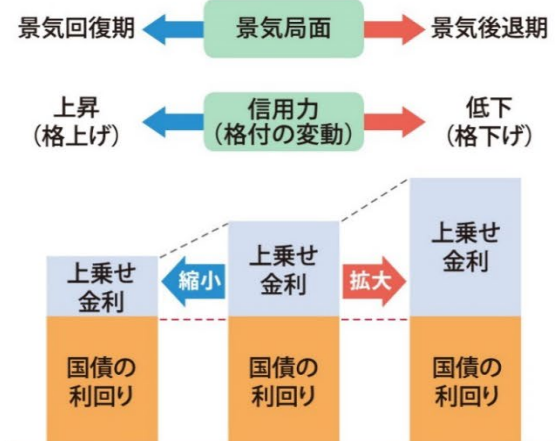 景気回復期
景気局面
景気後退期
上昇
(格上げ)
信用力
(格付の変動)
低下
(格下げ)
上乗せ
金利
縮小
上乗せ
金利
拡大
上乗せ
金利
国債の
利回り
国債の
利回り
国債の
利回り